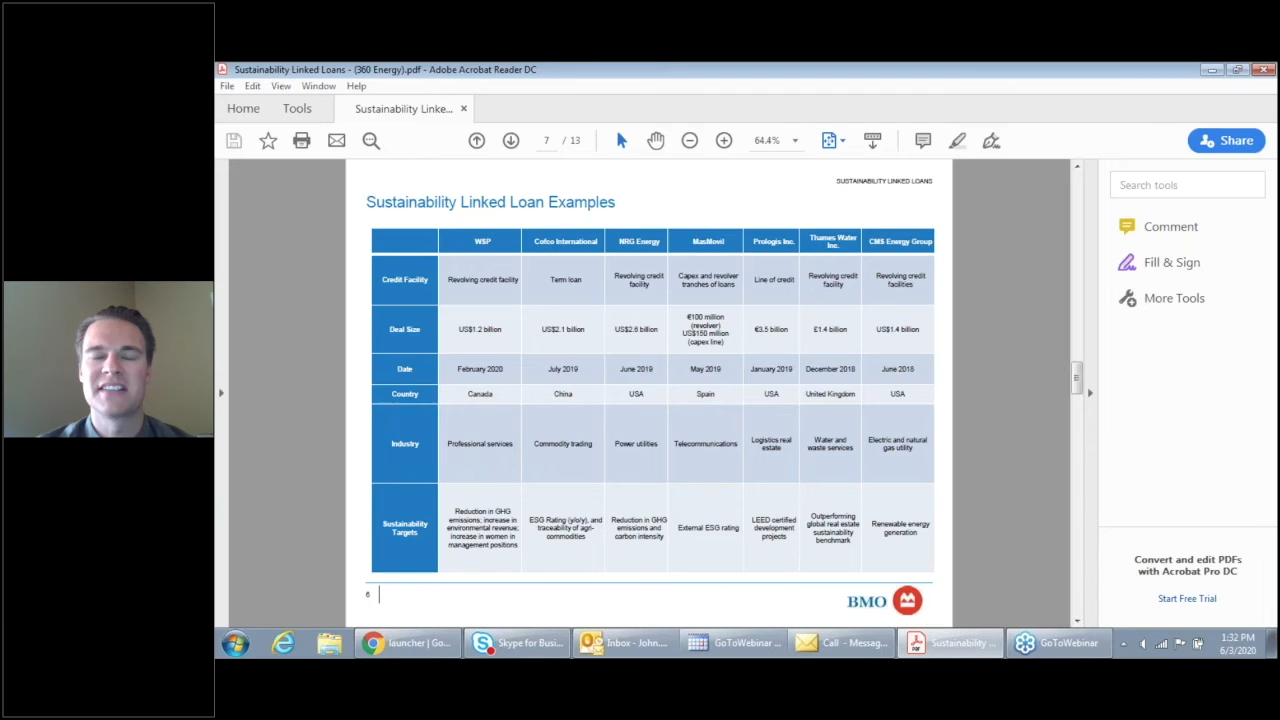 Sustainability Linked Loans - (360 Energy).pdf - Adobe Acrobat Reader DC
File Edit View Window Help
Home Tools Sustainability Linke... ×
7 / 13 64.4% Share
SUSTAINABILITY LINKED LOANS
Sustainability Linked Loan Examples
WSP Cofco International NRG Energy MasMovil Prologis Inc. Thames Water Inc. CMS Energy Group
Credit Facility Revolving credit facility Term loan Revolving credit facility Capex and revolver tranches of loans Line of credit Revolving credit facility Revolving credit facilities
Deal Size US$1.2 billion US$2.1 billion US$2.6 billion €100 million (revolver) US$150 million (capex line) €3.5 billion £1.4 billion US$1.4 billion
Date February 2020 July 2019 June 2019 May 2019 January 2019 December 2018 June 2018
Country Canada China USA Spain USA United Kingdom USA
Industry Professional services Commodity trading Power utilities Telecommunications Logistics real estate Water and waste services Electric and natural gas utility
Sustainability Targets Reduction in GHG emissions; increase in environmental revenue; increase in women in management positions ESG Rating (y/o/y), and traceability of agri-commodities Reduction in GHG emissions and carbon intensity External ESG rating LEED certified development projects Outperforming global real estate sustainability benchmark Renewable energy generation
6
BMO
Search tools
Comment
Fill & Sign
More Tools
Convert and edit PDFs
with Acrobat Pro DC
Start Free Trial
launcher | Go... Skype for Busi... Inbox - John.... GoToWebinar ... Call - Messag... Sustainability ... GoToWebinar
1:32 PM
6/3/2020